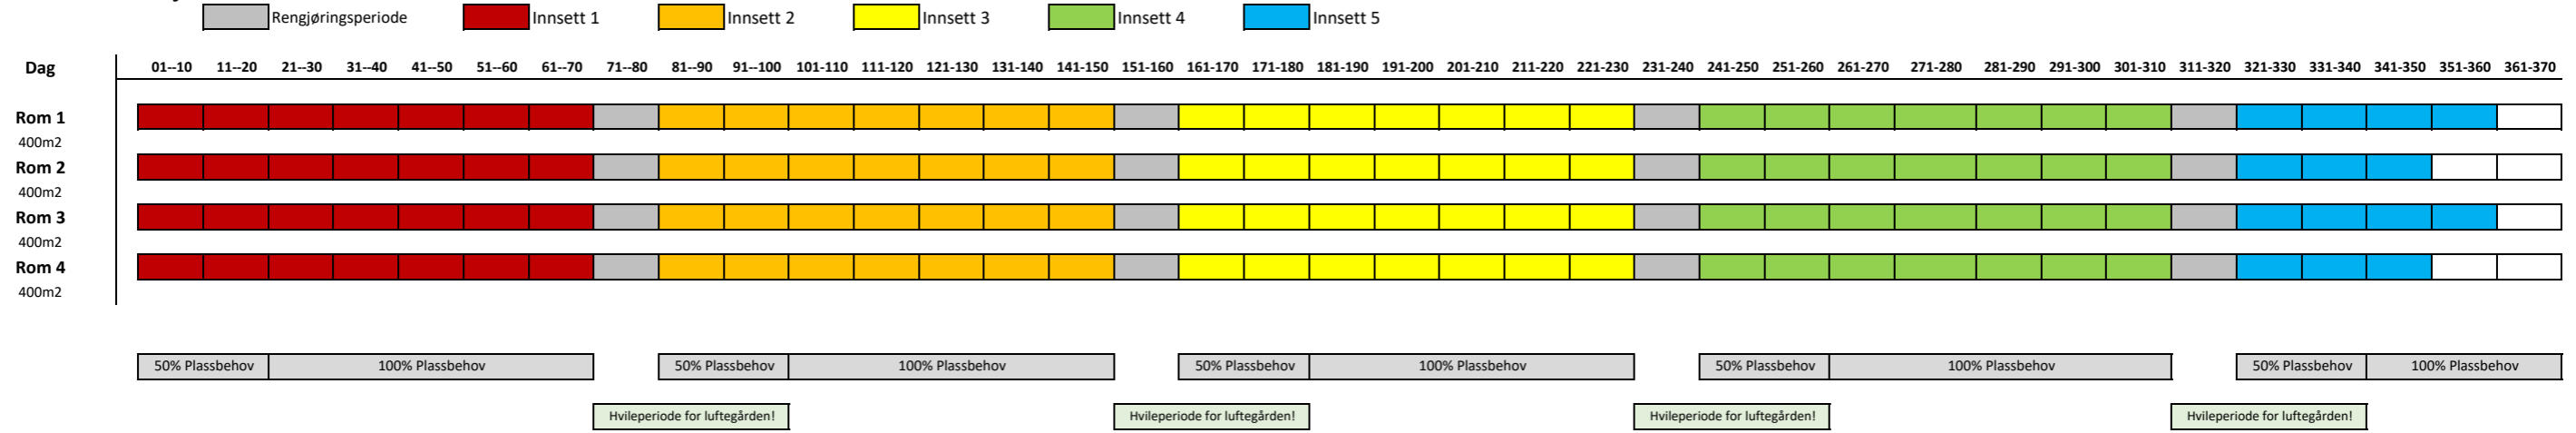 Rengjøringsperiode Innsett 1 Innsett 2 Innsett 3 Innsett 4 Innsett 5
Dag 01--10 11--20 21--30 31--40 41--50 51--60 61--70 71--80 81--90 91--100 101-110 111-120 121-130 131-140 141-150 151-160 161-170 171-180 181-190 191-200 201-210 211-220 221-230 231-240 241-250 251-260 261-270 271-280 281-290 291-300 301-310 311-320 321-330 331-340 341-350 351-360 361-370
Rom 1
400m2
Rom 2
400m2
Rom 3
400m2
Rom 4
400m2
50% Plassbehov 100% Plassbehov 50% Plassbehov 100% Plassbehov 50% Plassbehov 100% Plassbehov 50% Plassbehov 100% Plassbehov 50% Plassbehov 100% Plassbehov
Hvileperiode for luftegården! Hvileperiode for luftegården! Hvileperiode for luftegården! Hvileperiode for luftegården!